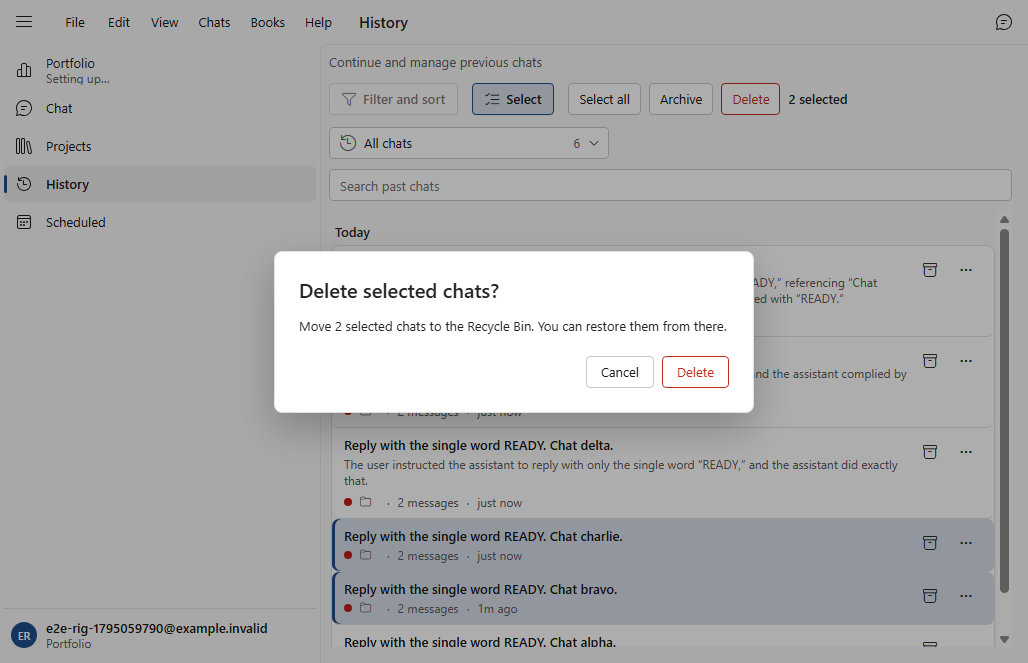 File Edit View Chats Books Help History
Portfolio
Setting up...
Chat
Projects
History
Scheduled
ER
e2e-rig-1795059790@example.invalid
Portfolio
Continue and manage previous chats
Filter and sort Select Select all Archive Delete 2 selected
All chats 6
Search past chats
Today
ADY,” referencing “Chat
ed with “READY.”
Delete selected chats?
Move 2 selected chats to the Recycle Bin. You can restore them from there.
Cancel Delete
nd the assistant complied by
· 2 messages · just now
Reply with the single word READY. Chat delta.
The user instructed the assistant to reply with only the single word “READY,” and the assistant did exactly
that.
· 2 messages · just now
Reply with the single word READY. Chat charlie.
· 2 messages · just now
Reply with the single word READY. Chat bravo.
· 2 messages · 1m ago
Reply with the single word READY. Chat alpha.